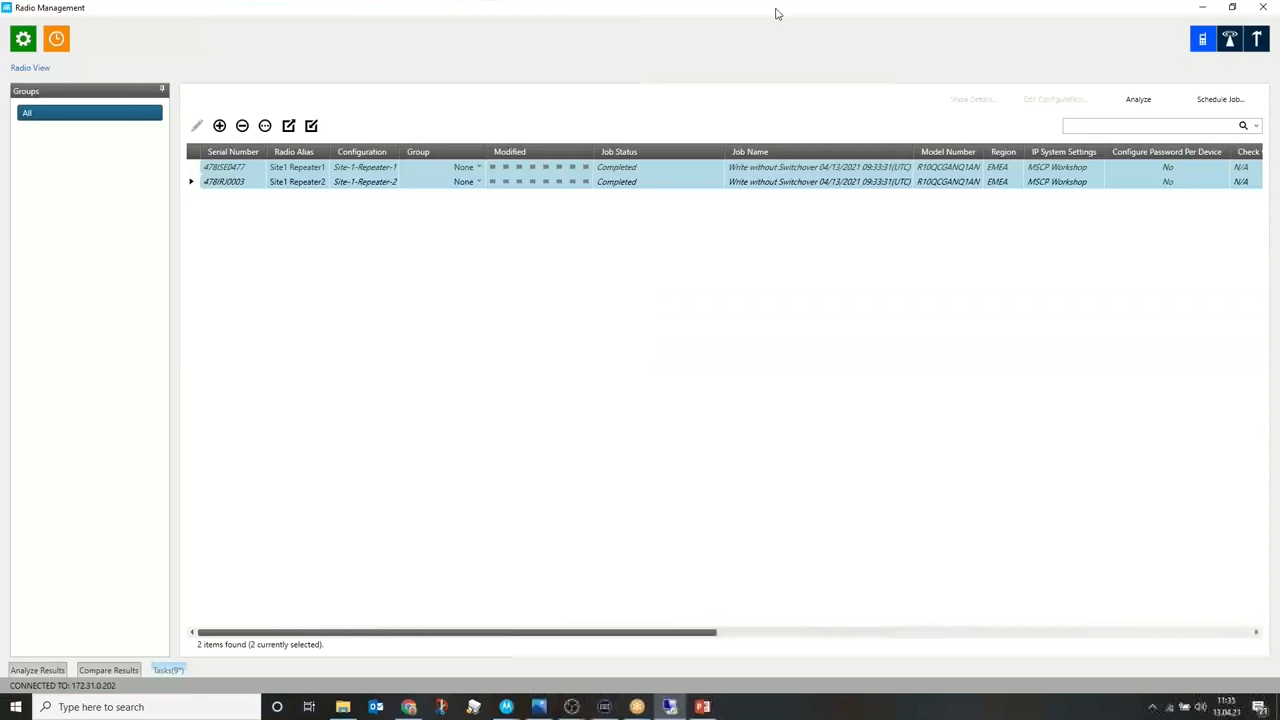 Radio Management
Radio View
Groups
All
Show Details... Edit Configuration... Analyze Schedule Job...
Serial Number Radio Alias Configuration Group Modified Job Status Job Name Model Number Region IP System Settings Configure Password Per Device Check
478ISE0477 Site1 Repeater1 Site-1-Repeater-1 None Completed Write without Switchover 04/13/2021 09:33:31(UTC) R10QCGANQ1AN EMEA MSCP Workshop No N/A
478IRJ0003 Site1 Repeater2 Site-1-Repeater-2 None Completed Write without Switchover 04/13/2021 09:33:31(UTC) R10QCGANQ1AN EMEA MSCP Workshop No N/A
2 items found (2 currently selected).
Analyze Results Compare Results Tasks(9*)
CONNECTED TO: 172.31.0.202
Type here to search
11:35
13.04.21